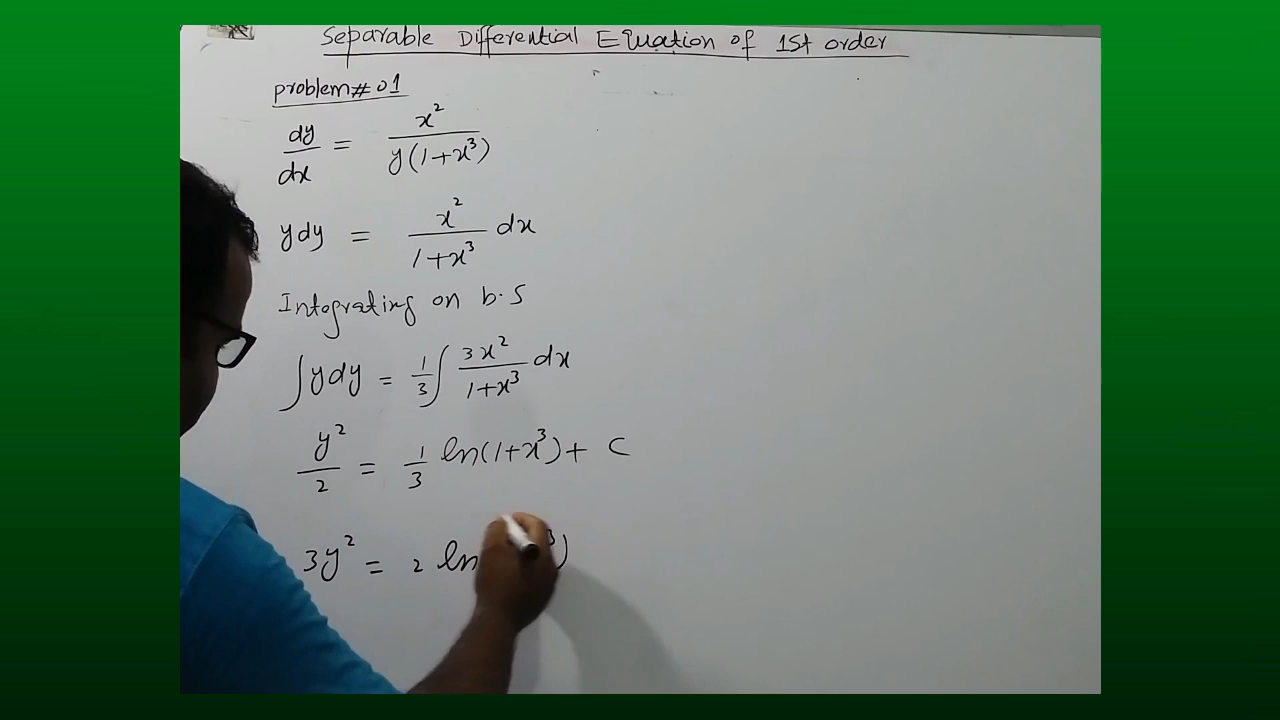 Separable Differential Equation of 1st order
problem# 01
dy/dx = x²/y(1+x³)
ydy = x²/1+x³ dx
Integrating on b.s
∫ydy = 1/3 ∫ 3x²/1+x³ dx
y²/2 = 1/3 ln(1+x³)+ C
3y² = 2 ln ³)